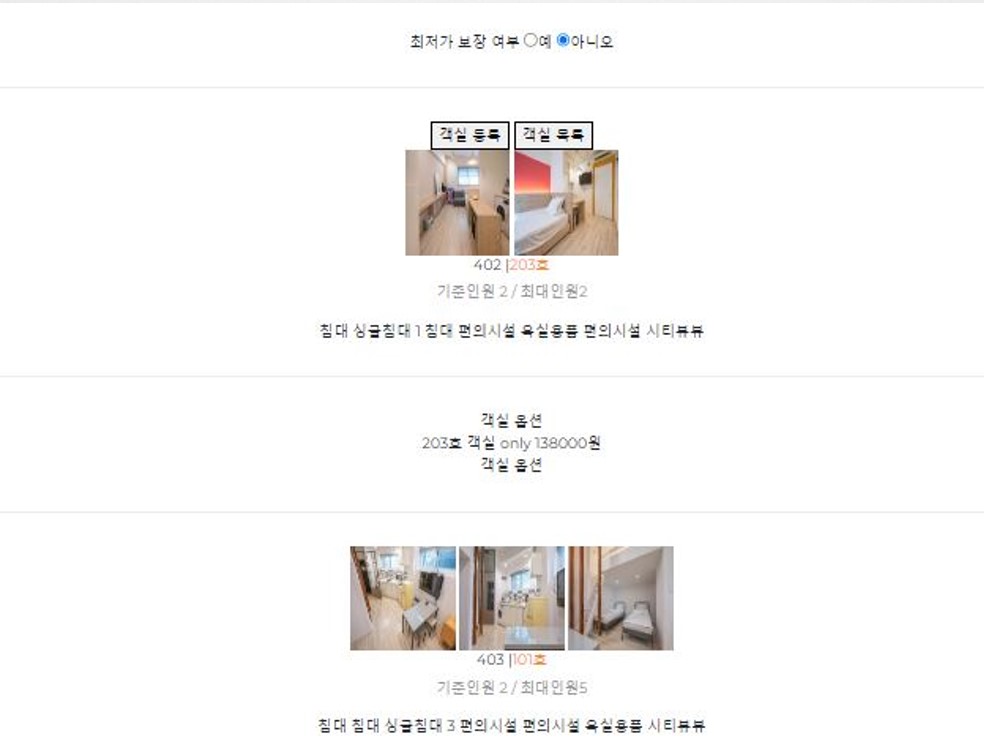 최저가 보장 여부 예 아니오
객실 등록 객실 목록
402 |203호
기준인원 2 / 최대인원2
침대 싱글침대 1 침대 편의시설 욕실용품 편의시설 시티뷰뷰
객실 옵션
203호 객실 only 138000원
객실 옵션
403 |101호
기준인원 2 / 최대인원5
침대 침대 싱글침대 3 편의시설 편의시설 욕실용품 시티뷰뷰